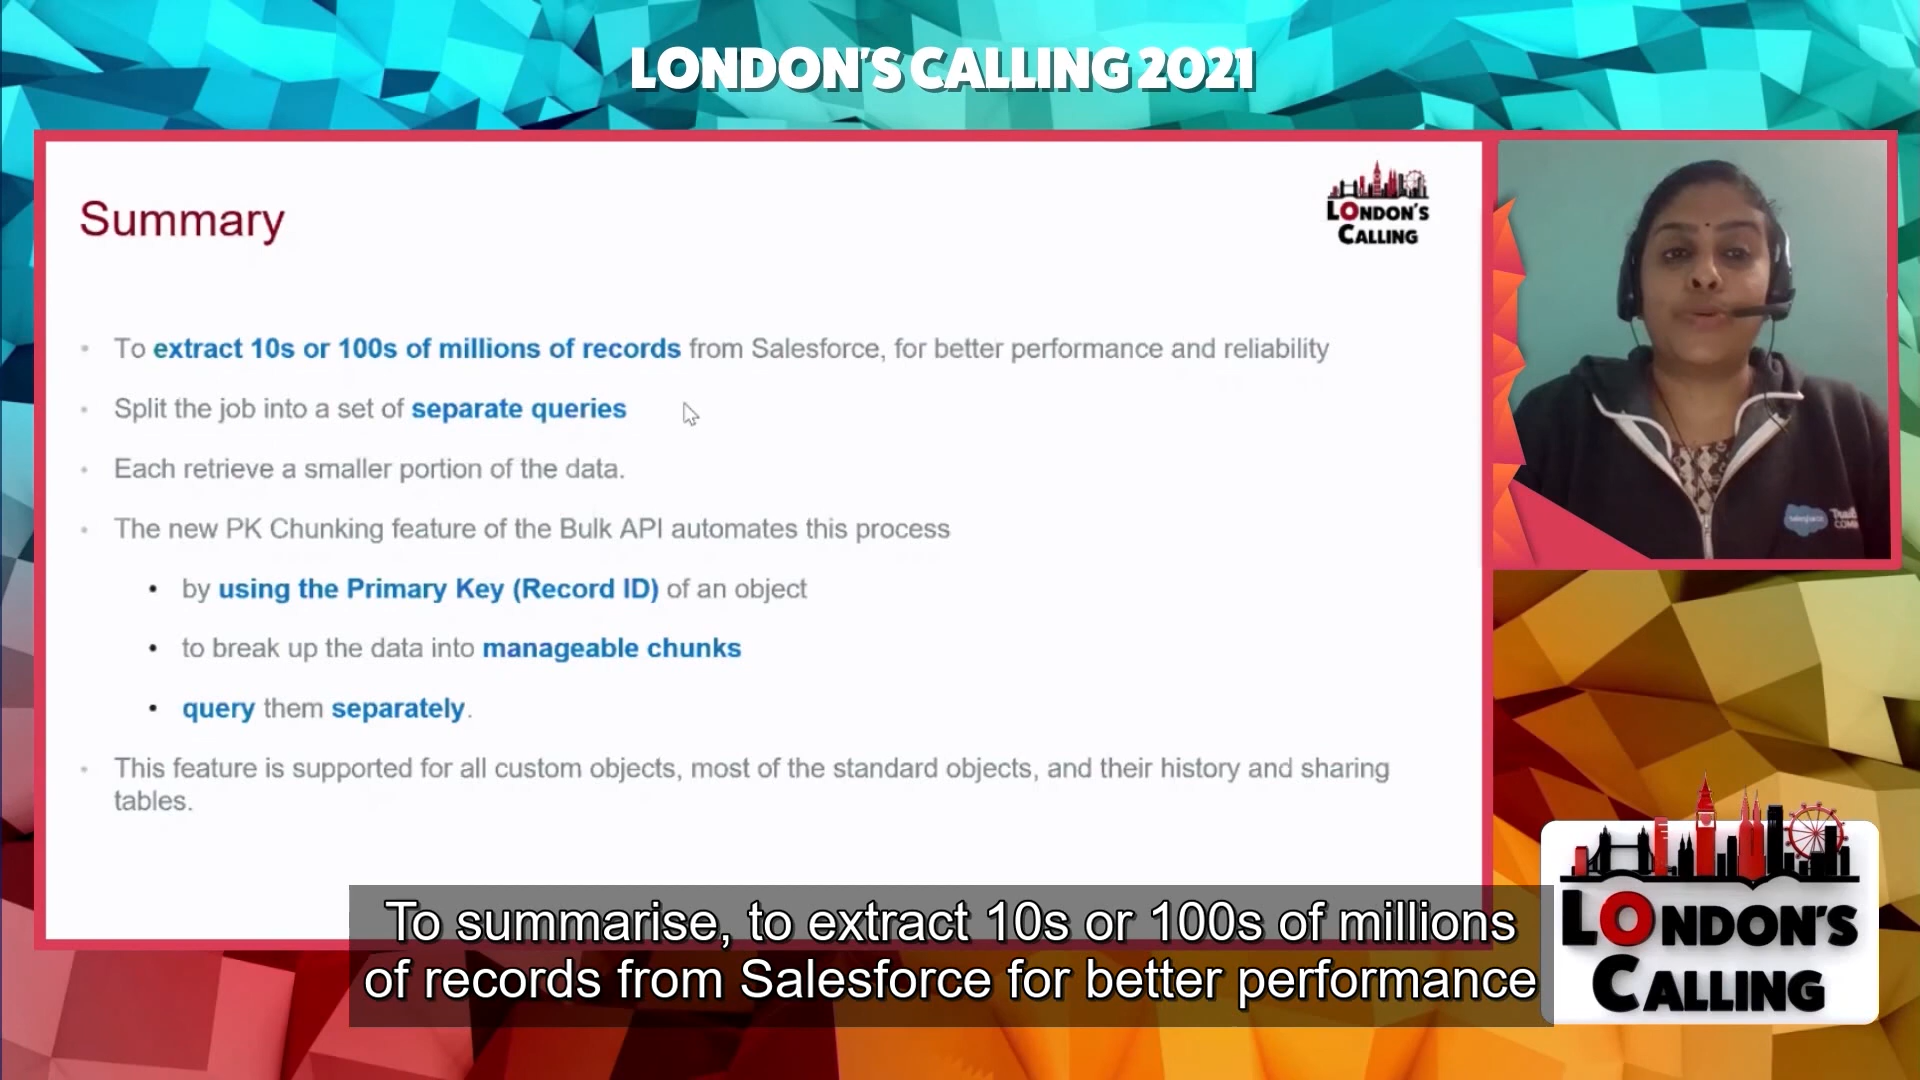 LONDON'S CALLING 2021
Summary
LONDON'S
CALLING
• To extract 10s or 100s of millions of records from Salesforce, for better performance and reliability
• Split the job into a set of separate queries
• Each retrieve a smaller portion of the data.
• The new PK Chunking feature of the Bulk API automates this process
• by using the Primary Key (Record ID) of an object
• to break up the data into manageable chunks
• query them separately.
• This feature is supported for all custom objects, most of the standard objects, and their history and sharing
tables.
salesforce
To summarise, to extract 10s or 100s of millions
of records from Salesforce for better performance
LONDON'S
CALLING